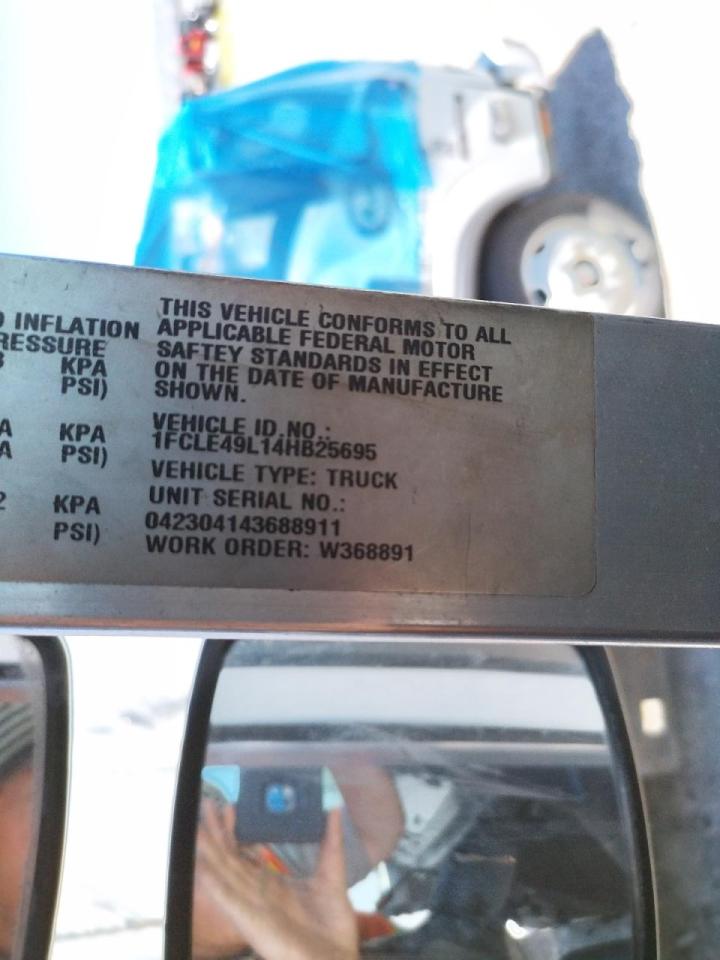 INFLATION
RESSURE
KPA
PSI)
KPA
PSI)
KPA
PSI)
THIS VEHICLE CONFORMS TO ALL
APPLICABLE FEDERAL MOTOR
SAFTEY STANDARDS IN EFFECT
ON THE DATE OF MANUFACTURE
SHOWN.
VEHICLE ID.NO.:
1FCLE49L14HB25695
VEHICLE TYPE: TRUCK
UNIT SERIAL NO.:
042304143688911
WORK ORDER: W368891